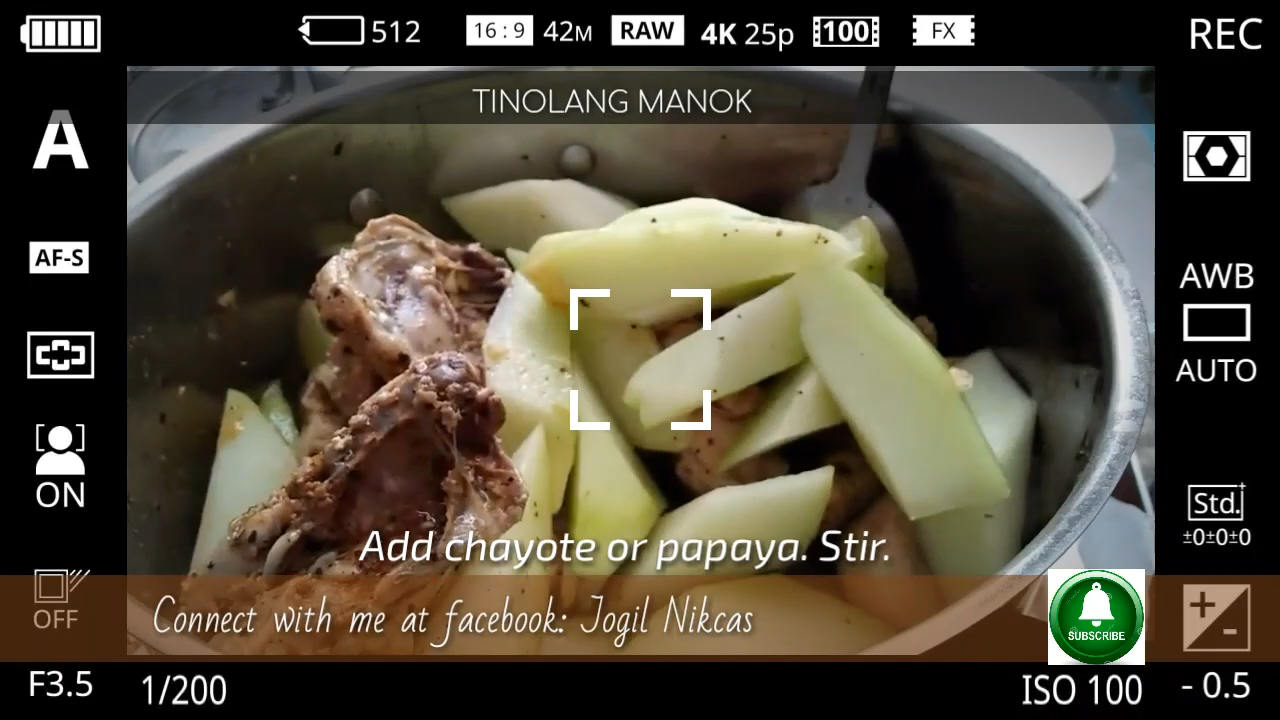 512
16 : 9
42M
RAW
4K 25p
100
FX
REC
TINOLANG MANOK
A
AF-S
AWB
AUTO
ON
Std.
±0±0±0
Add chayote or papaya. Stir.
OFF
Connect with me at facebook: Jogil Nikcas
SUBSCRIBE
F3.5
1/200
ISO 100
- 0.5